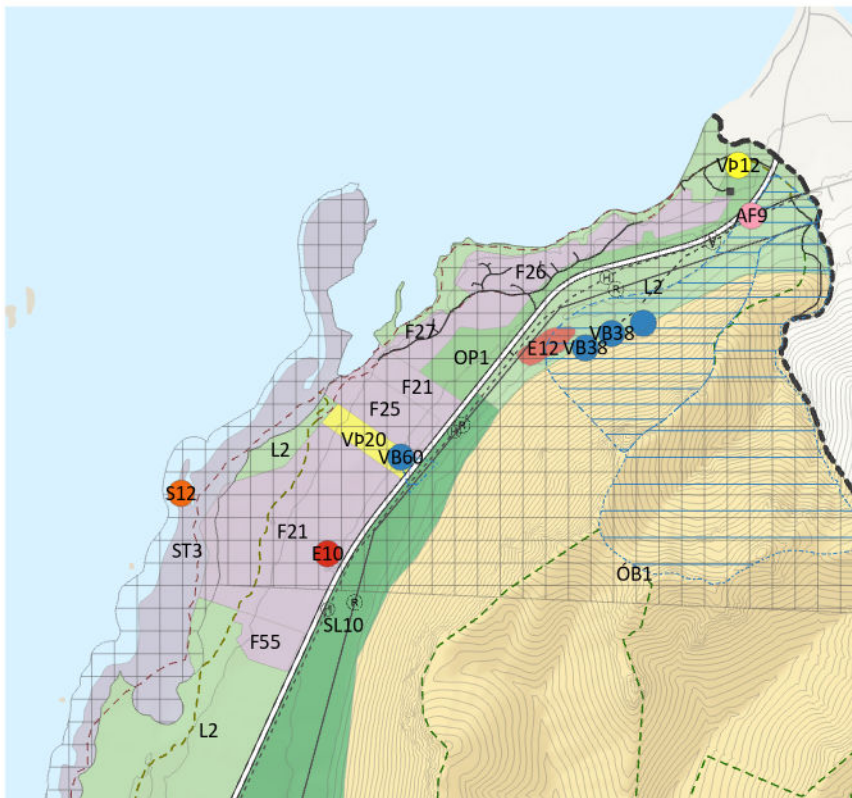 VÞ12
AF9
F26
H
R
L2
F27
VB38
E12
VB38
OP1
F21
F25
R
VÞ20
L2
VB60
S12
F21
ST3
E10
ÓB1
R
SL10
F55
L2